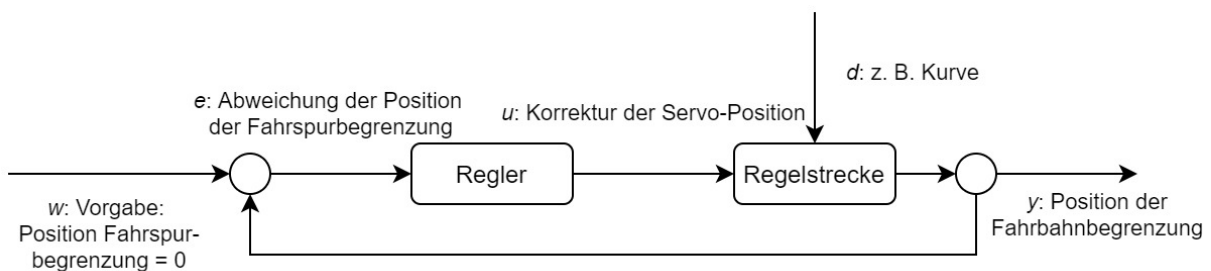 d: z. B. Kurve
e: Abweichung der Position
der Fahrspurbegrenzung
u: Korrektur der Servo-Position
Regler
Regelstrecke
w: Vorgabe:
Position Fahrspur-
begrenzung = 0
y: Position der
Fahrbahnbegrenzung